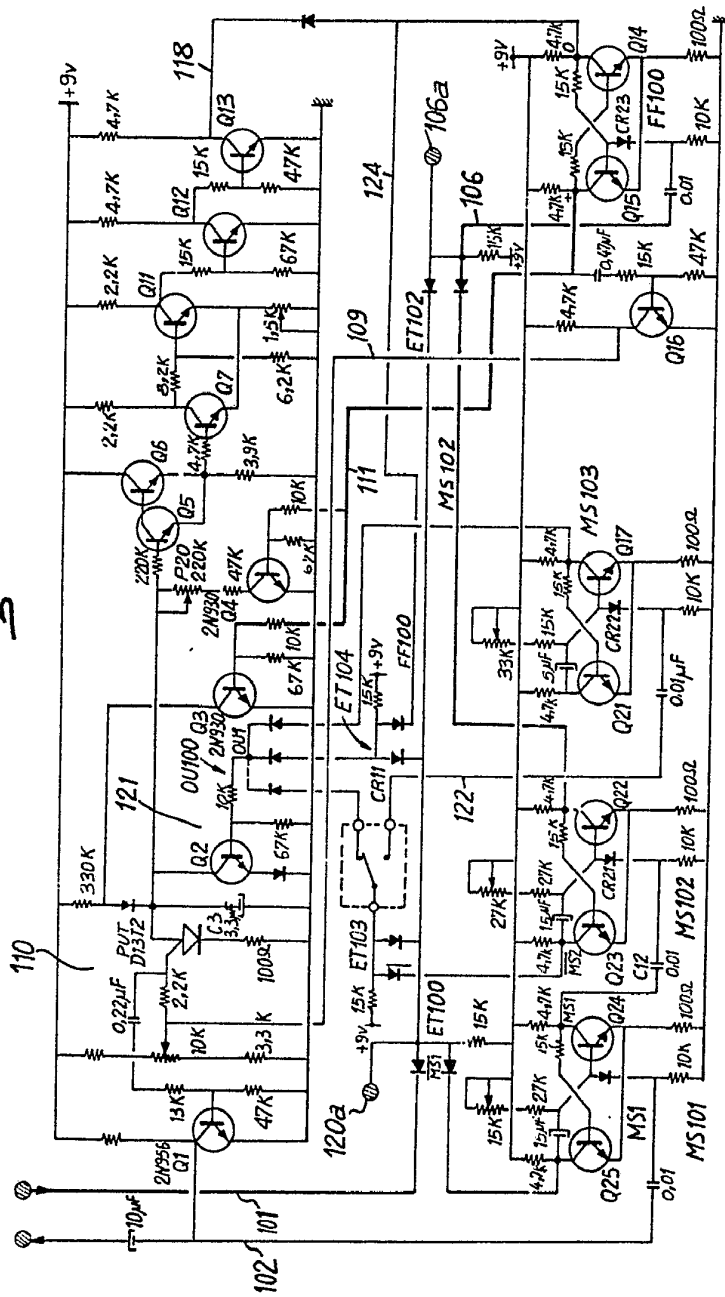 5
110
121
+9v
330K
4,7K
118
4,7K
2,2K
2,2K
Q13
Q12
Q11
15K
15K
47K
67K
8,2K
1,5K
6,2K
Q7
4,7K
3,9K
Q6
Q5
220K
P20
220K
47K
Q4
2N930
10K
67K
111
109
10K
67K
Q3
2N930
OU1
OU100
12K
Q2
67K
PUT
D13T2
C3
3,3µF
100Ω
0,22µF
2,2K
10K
3,3K
13K
47K
2N956
Q1
10µF
102
101
120a
+9v
15K
ET103
ET100
CR11
ET104
15K
+9v
FF100
122
MS102
ET102
124
106a
106
15K
+9v
MS1
15K
15K
27K
4,7K
15µF
Q25
Q24
MS1
15K
4,7K
MS1
MS101
0,01
10K
100Ω
C12
0,01
27K
27K
4,7K
15µF
MS2
Q23
Q22
CR21
15K
4,7K
MS102
10K
100Ω
0,01µF
33K
15K
4,7K
5µF
Q21
Q17
CR22
15K
4,7K
MS103
10K
100Ω
4,7K
Q16
0,47µF
15K
47K
+9v
4,7K
15K
15K
4,7K
0
Q15
Q14
CR23
FF100
0,01
10K
100Ω